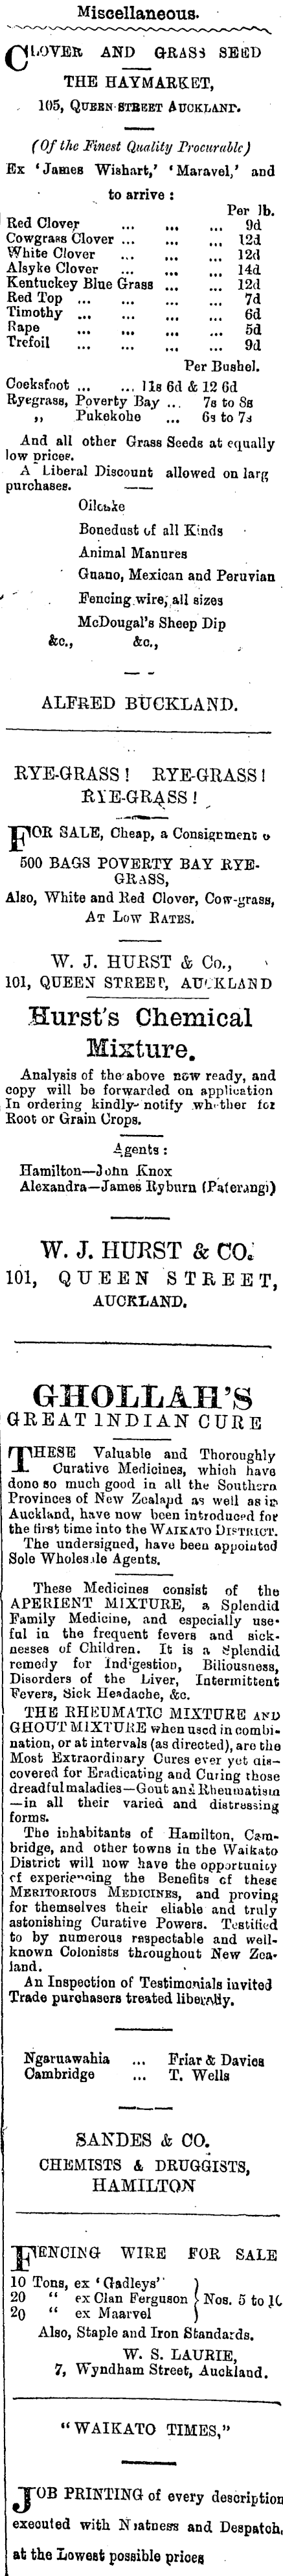 Miscellaneous.
CLOVER AND GRASS SEED
THE HAYMARKET,
105, QUEEN-STREET AUCKLAND.
(Of the Finest Quality Procurable)
Ex 'James Wishart,' 'Maravel,' and
to arrive :
Per lb.
Red Clover ... ... ... 9d
Cowgrass Clover ... ... ... 12d
White Clover ... ... ... 12d
Alsyke Clover ... ... ... 14d
Kentuckey Blue Grass ... ... ... 12d
Red Top ... ... ... ... 7d
Timothy ... ... ... ... 6d
Rape ... ... ... ... 5d
Trefoil ... ... ... ... 9d
Per Bushel.
Cocksfoot ... ... 11s 6d & 12 6d
Ryegrass, Poverty Bay ... 7s to 8s
„ Pukekohe ... 6s to 7s
And all other Grass Seeds at equally
low prices.
A Liberal Discount allowed on larg
purchases.
Oilcake
Bonedust of all Kinds
Animal Manures
Guano, Mexican and Peruvian
Fencing wire, all sizes
McDougal's Sheep Dip
&c., &c.,
ALFRED BUCKLAND.
RYE-GRASS ! RYE-GRASS !
RYE-GRASS !
FOR SALE, Cheap, a Consignment o
500 BAGS POVERTY BAY RYE-
GRASS,
Also, White and Red Clover, Cow-grass,
AT LOW RATES.
W. J. HURST & Co.,
101, QUEEN STREET, AUCKLAND
Hurst's Chemical
Mixture.
Analysis of the above now ready, and
copy will be forwarded on application
In ordering kindly notify whether for
Root or Grain Crops.
Agents :
Hamilton—John Knox
Alexandra—James Ryburn (Paterangi)
W. J. HURST & CO.
101, QUEEN STREET,
AUCKLAND.
GHOLLAH'S
GREAT INDIAN CURE
THESE Valuable and Thoroughly
Curative Medicines, which have
done so much good in all the Southern
Provinces of New Zealand as well as in
Auckland, have now been introduced for
the first time into the WAIKATO DISTRICT.
The undersigned, have been appointed
Sole Wholesale Agents.
These Medicines consist of the
APERIENT MIXTURE, a Splendid
Family Medicine, and especially use-
ful in the frequent fevers and sick-
nesses of Children. It is a Splendid
remedy for Indigestion, Biliousness,
Disorders of the Liver, Intermittent
Fevers, Sick Headache, &c.
THE RHEUMATIC MIXTURE AND
GHOUT MIXTURE when used in combi-
nation, or at intervals (as directed), are the
Most Extraordinary Cures ever yet dis-
covered for Eradicating and Curing those
dreadful maladies—Gout and Rheumatism
—in all their varied and distressing
forms.
The inhabitants of Hamilton, Cam-
bridge, and other towns in the Waikato
District will now have the opportunity
of experiencing the Benefits of these
MERITORIOUS MEDICINES, and proving
for themselves their eliable and truly
astonishing Curative Powers. Testified
to by numerous respectable and well-
known Colonists throughout New Zea-
land.
An Inspection of Testimonials invited
Trade purchasers treated liberally.
Ngaruawahia ... Friar & Davies
Cambridge ... T. Wells
SANDES & CO.
CHEMISTS & DRUGGISTS,
HAMILTON
FENCING WIRE FOR SALE
10 Tons, ex 'Gadleys'
20 " ex Clan Ferguson } Nos. 5 to 10
20 " ex Maarvel
Also, Staple and Iron Standards.
W. S. LAURIE,
7, Wyndham Street, Auckland.
"WAIKATO TIMES,"
JOB PRINTING of every description
executed with Neatness and Despatch,
at the Lowest possible prices